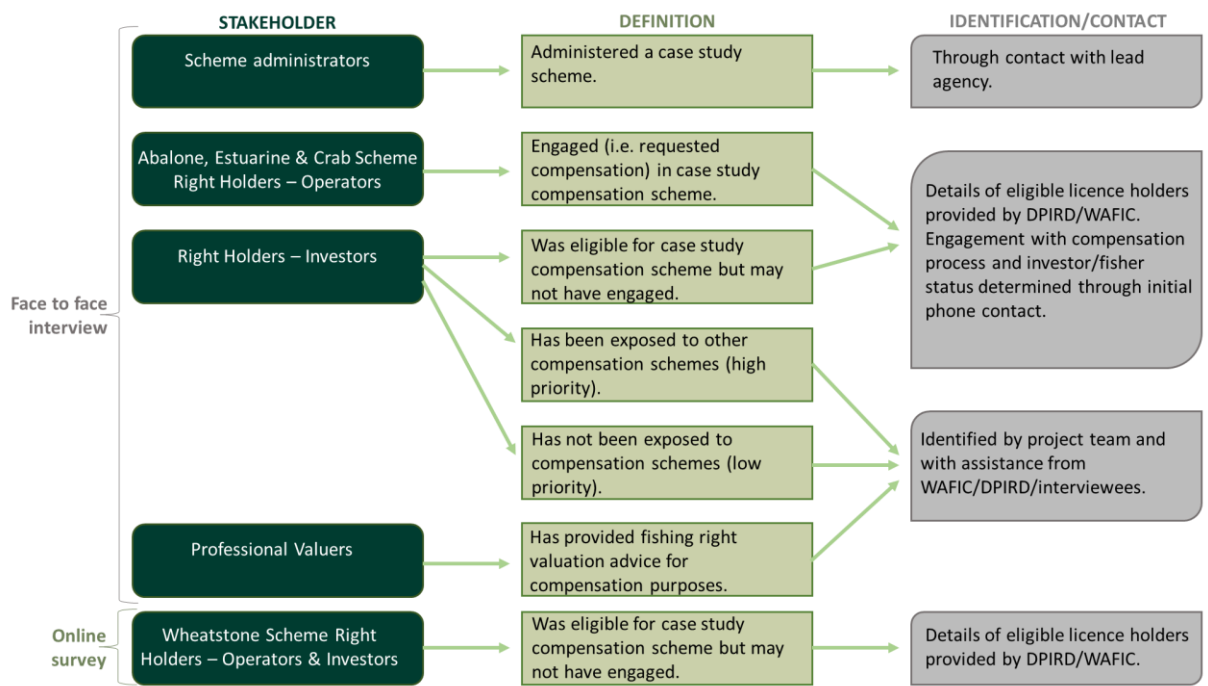 STAKEHOLDER
DEFINITION
IDENTIFICATION/CONTACT
Face to face
interview
Scheme administrators
Administered a case study
scheme.
Through contact with lead
agency.
Abalone, Estuarine & Crab Scheme
Right Holders – Operators
Engaged (i.e. requested
compensation) in case study
compensation scheme.
Details of eligible licence holders
provided by DPIRD/WAFIC.
Engagement with compensation
process and investor/fisher
status determined through initial
phone contact.
Right Holders – Investors
Was eligible for case study
compensation scheme but may
not have engaged.
Has been exposed to other
compensation schemes (high
priority).
Has not been exposed to
compensation schemes (low
priority).
Identified by project team and
with assistance from
WAFIC/DPIRD/interviewees.
Professional Valuers
Has provided fishing right
valuation advice for
compensation purposes.
Online
survey
Wheatstone Scheme Right
Holders – Operators & Investors
Was eligible for case study
compensation scheme but may
not have engaged.
Details of eligible licence holders
provided by DPIRD/WAFIC.